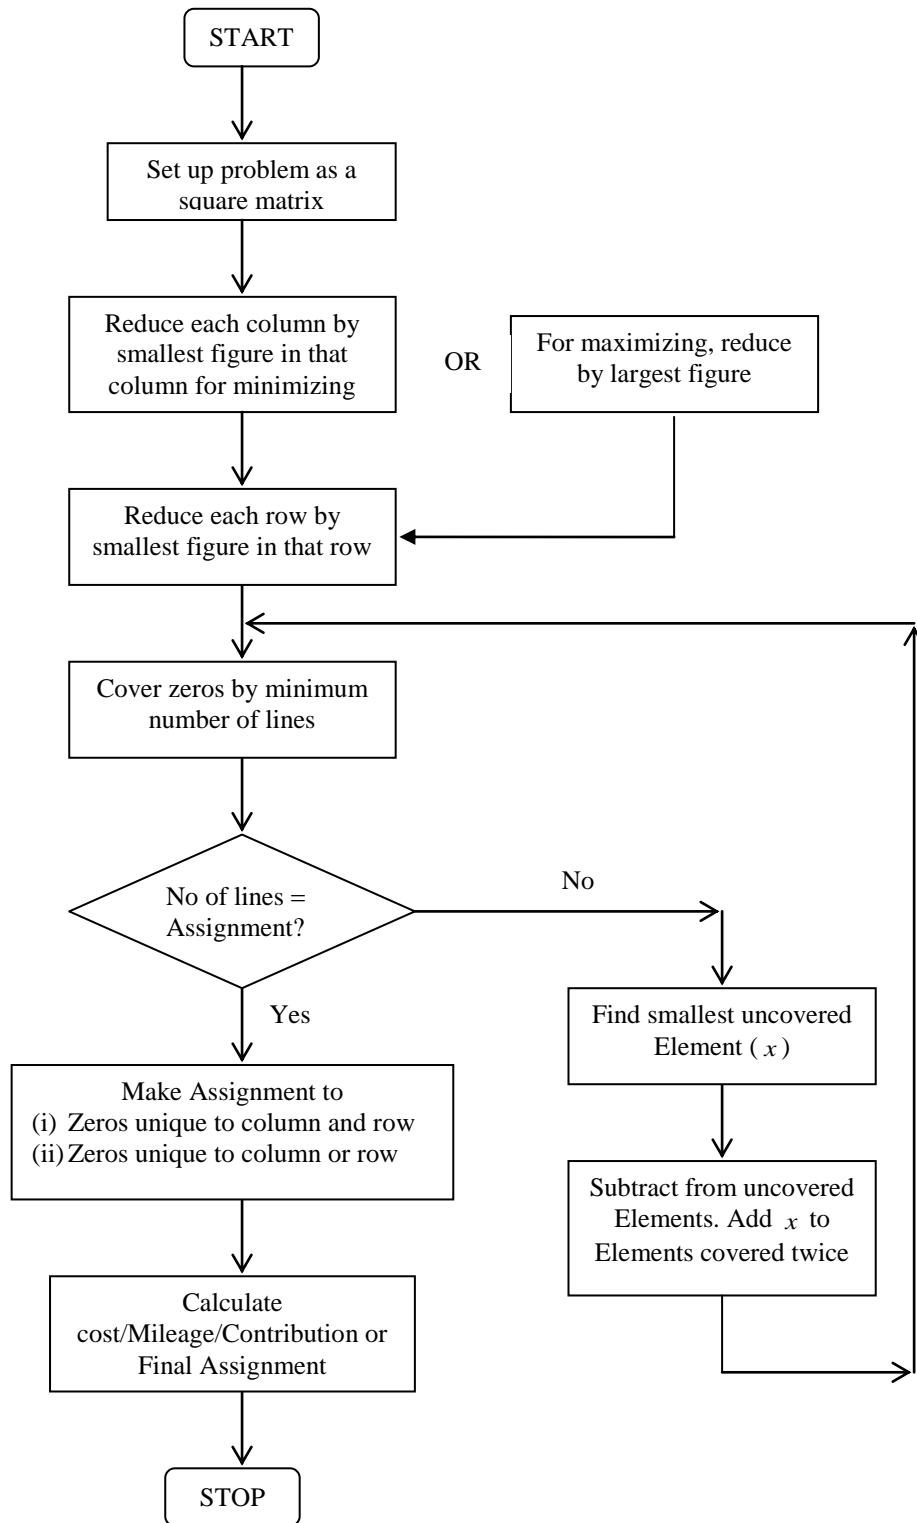 START
Set up problem as a
square matrix
Reduce each column by
smallest figure in that
column for minimizing
OR
For maximizing, reduce
by largest figure
Reduce each row by
smallest figure in that row
Cover zeros by minimum
number of lines
No of lines =
Assignment?
No
Yes
Find smallest uncovered
Element ( x )
Make Assignment to
(i) Zeros unique to column and row
(ii) Zeros unique to column or row
Subtract from uncovered
Elements. Add x to
Elements covered twice
Calculate
cost/Mileage/Contribution or
Final Assignment
STOP